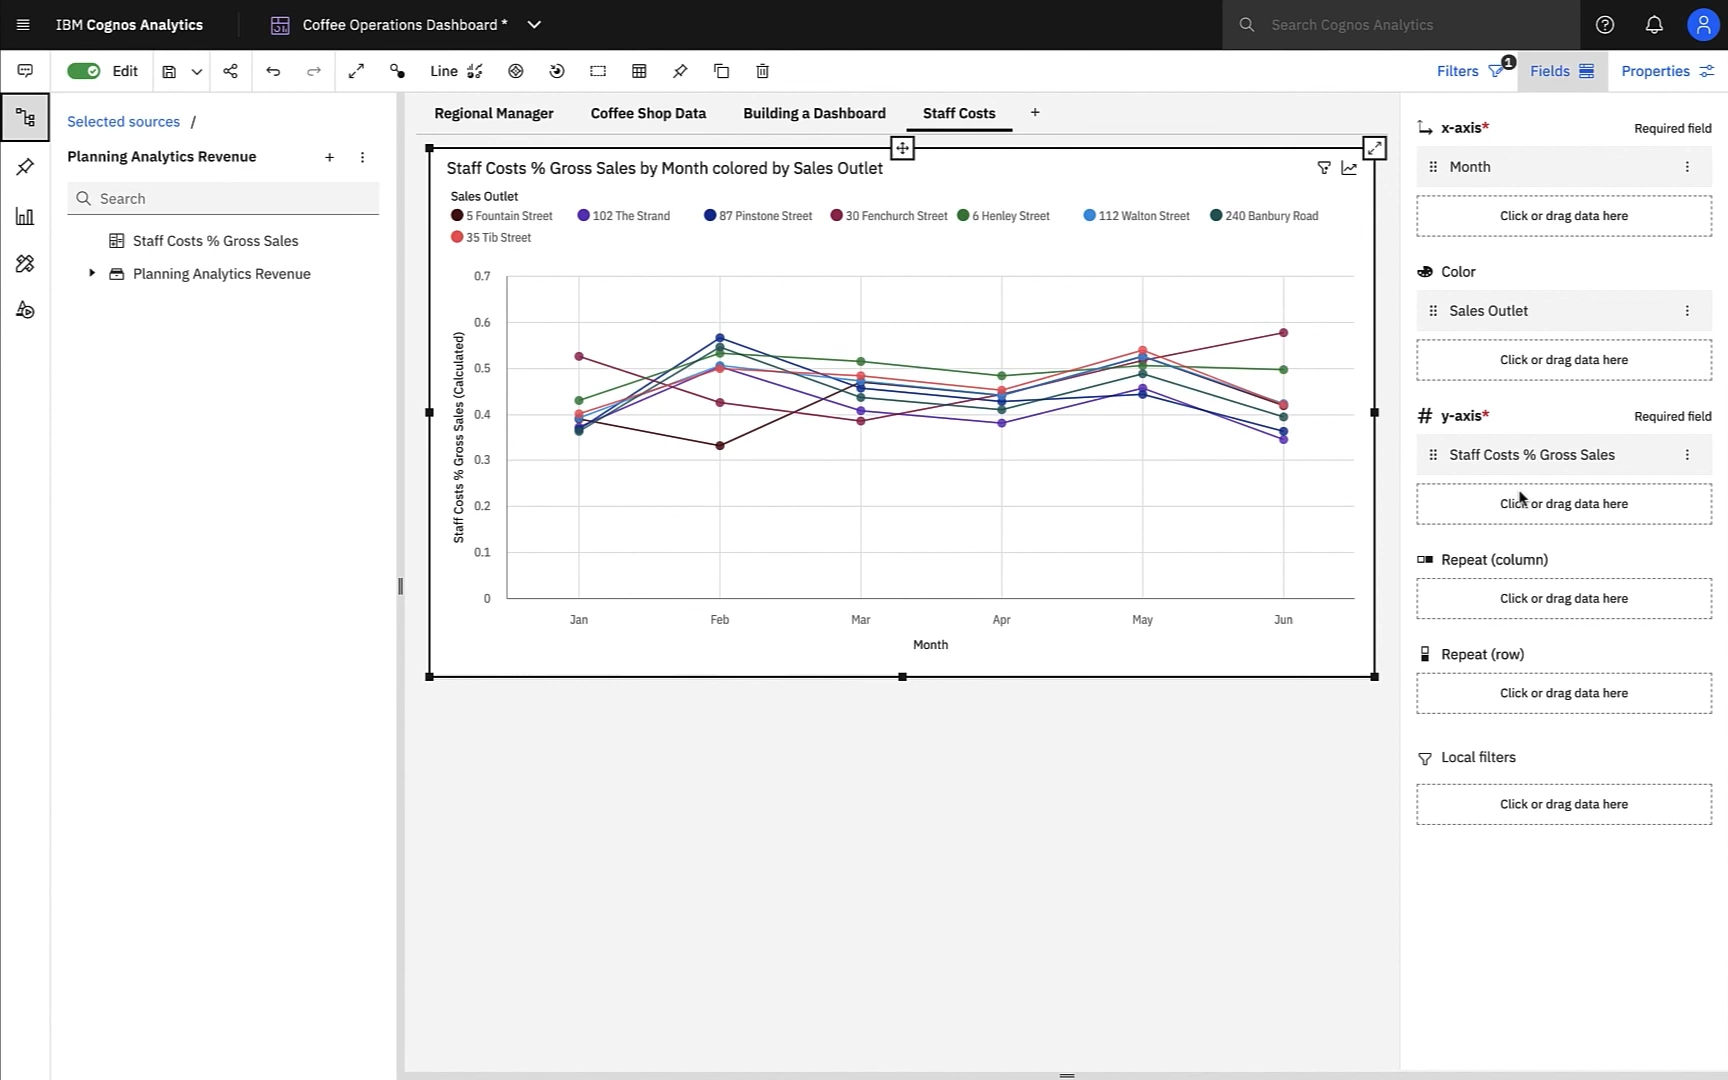 IBM Cognos Analytics
Coffee Operations Dashboard *
Search Cognos Analytics
Edit
Line
Filters
1
Fields
Properties
Selected sources /
Planning Analytics Revenue
Search
Staff Costs % Gross Sales
Planning Analytics Revenue
Regional Manager
Coffee Shop Data
Building a Dashboard
Staff Costs
Staff Costs % Gross Sales by Month colored by Sales Outlet
Sales Outlet
5 Fountain Street
102 The Strand
87 Pinstone Street
30 Fenchurch Street
6 Henley Street
112 Walton Street
240 Banbury Road
35 Tib Street
Staff Costs % Gross Sales (Calculated)
0.7
0.6
0.5
0.4
0.3
0.2
0.1
0
Jan
Feb
Mar
Apr
May
Jun
Month
x-axis*
Required field
Month
Click or drag data here
Color
Sales Outlet
Click or drag data here
# y-axis*
Required field
Staff Costs % Gross Sales
Click or drag data here
Repeat (column)
Click or drag data here
Repeat (row)
Click or drag data here
Local filters
Click or drag data here